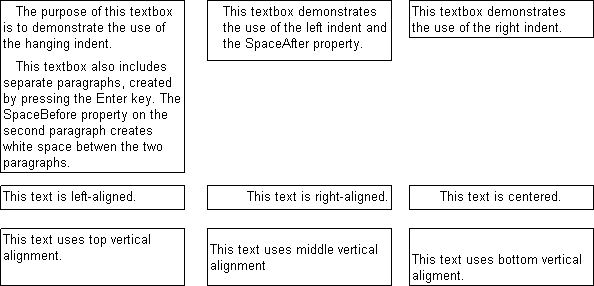 The purpose of this textbox
is to demonstrate the use of
the hanging indent.
This textbox also includes
separate paragraphs, created
by pressing the Enter key. The
SpaceBefore property on the
second paragraph creates
white space betwen the two
paragraphs.
This textbox demonstrates
the use of the left indent and
the SpaceAfter property.
This textbox demonstrates
the use of the right indent.
This text is left-aligned.
This text is right-aligned.
This text is centered.
This text uses top vertical
alignment.
This text uses middle vertical
alignment
This text uses bottom vertical
aligment.